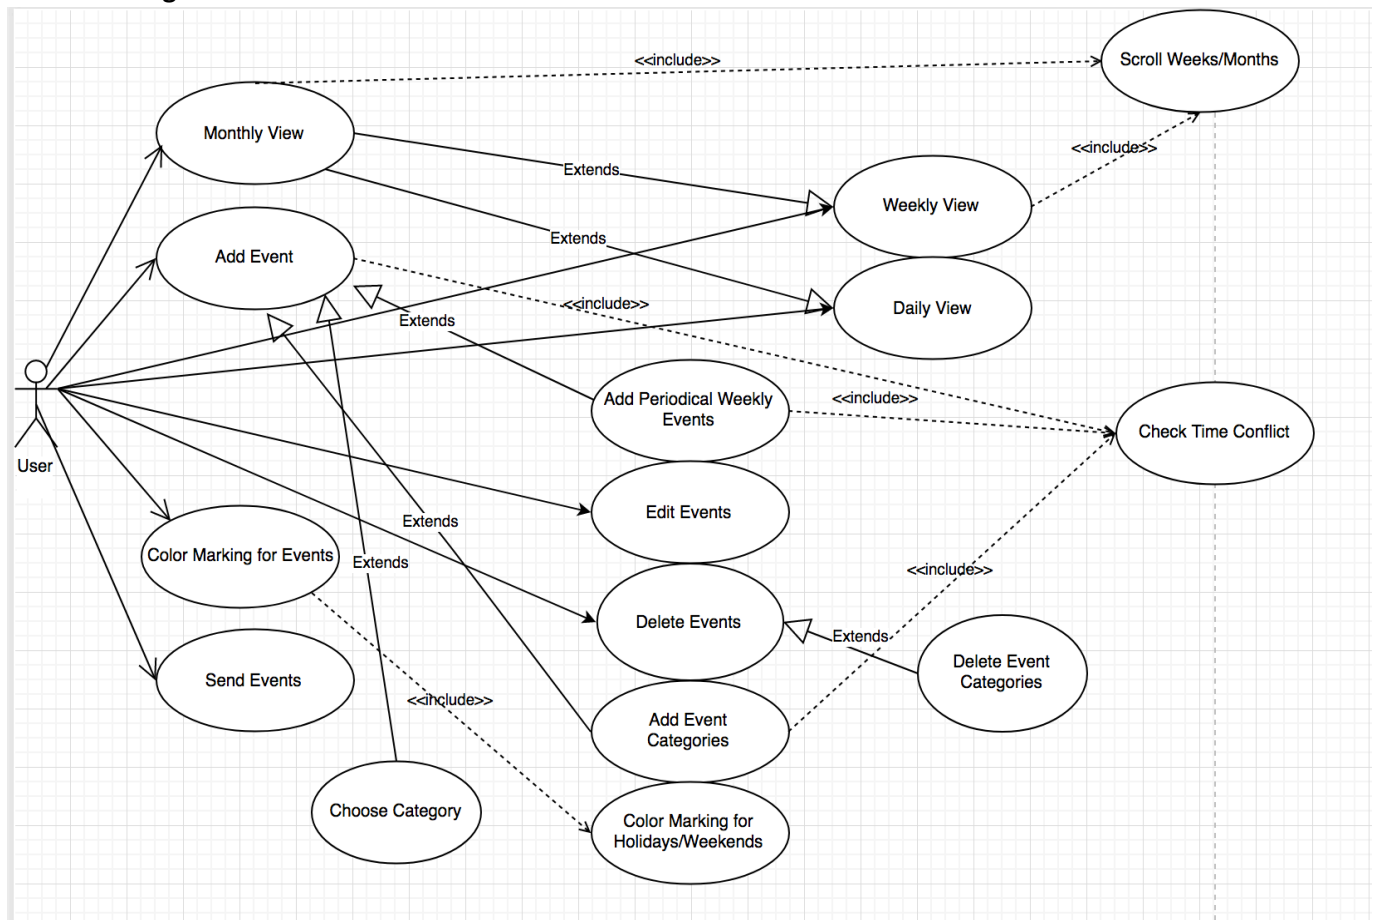 <<include>>
Scroll Weeks/Months
Monthly View
<<include>>
Extends
Weekly View
Add Event
Extends
<<include>>
Daily View
Extends
Add Periodical Weekly
Events
<<include>>
Check Time Conflict
User
Edit Events
Extends
Color Marking for Events
Extends
<<include>>
Delete Events
Extends
Delete Event
Categories
Send Events
<<include>>
Add Event
Categories
Choose Category
Color Marking for
Holidays/Weekends